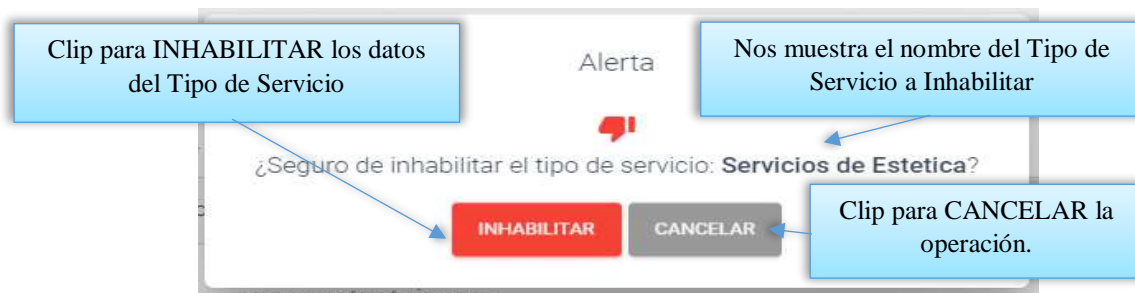 Clip para INHABILITAR los datos
del Tipo de Servicio
Alerta
Nos muestra el nombre del Tipo de
Servicio a Inhabilitar
¿Seguro de inhabilitar el tipo de servicio: Servicios de Estetica?
INHABILITAR
CANCELAR
Clip para CANCELAR la
operación.